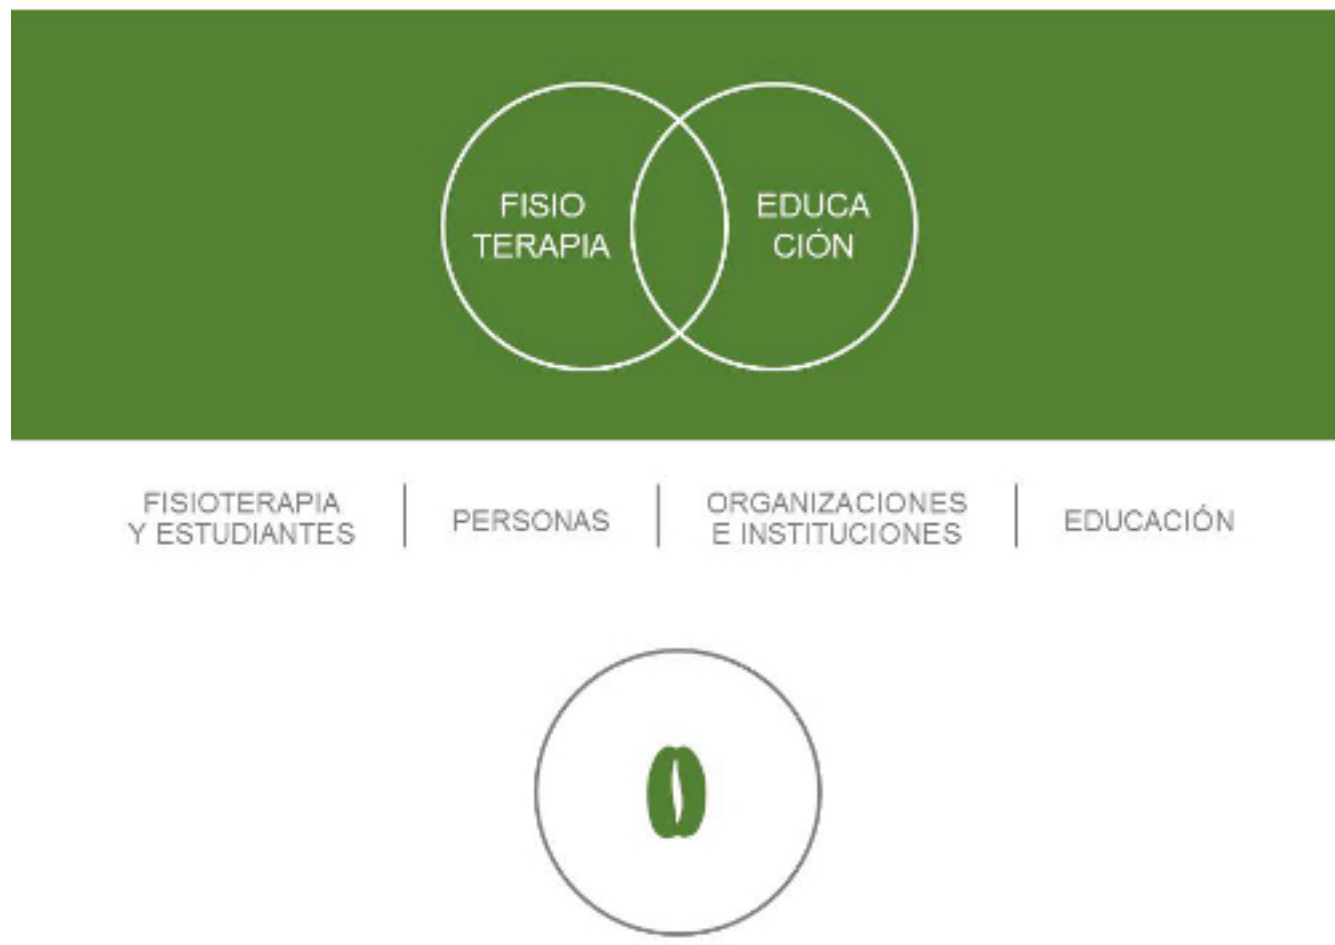 FISIO
TERAPIA
EDUCA
CIÓN
FISIOTERAPIA
Y ESTUDIANTES
PERSONAS
ORGANIZACIONES
E INSTITUCIONES
EDUCACIÓN